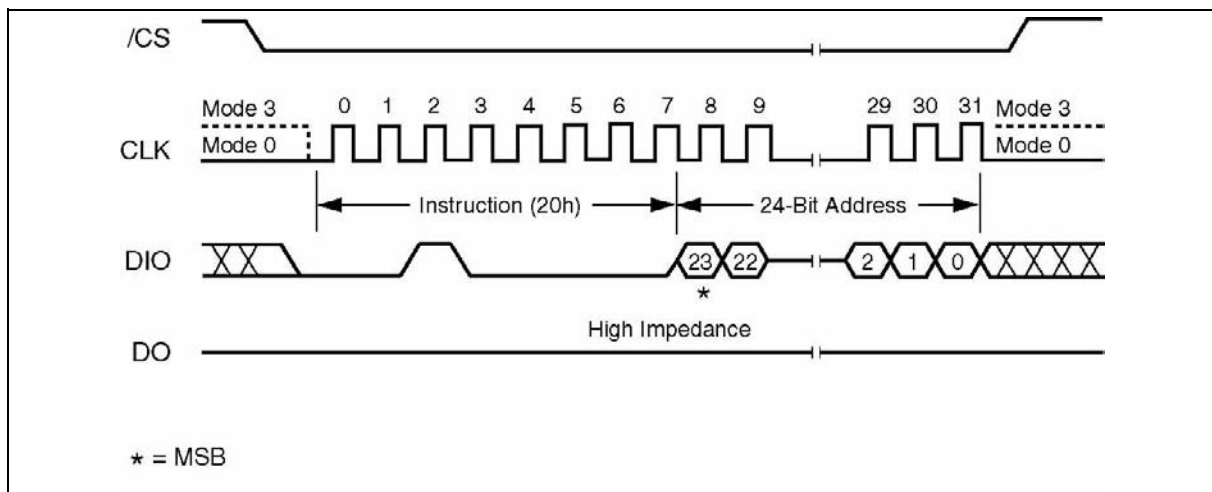 /CS
Mode 3 0 1 2 3 4 5 6 7 8 9 29 30 31 Mode 3
CLK Mode 0 Mode 0
Instruction (20h) 24-Bit Address
DIO 23 22 2 1 0
*
High Impedance
DO
* = MSB